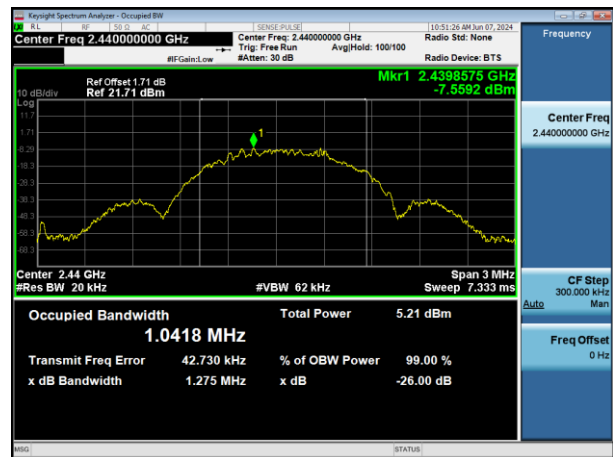 Keysight Spectrum Analyzer - Occupied BW
RL RF 50 Ω AC SENSE:PULSE 10:51:26 AM Jun 07, 2024
Center Freq 2.440000000 GHz Center Freq: 2.440000000 GHz Radio Std: None
Trig: Free Run Avg|Hold: 100/100
#IFGain:Low #Atten: 30 dB Radio Device: BTS
Ref Offset 1.71 dB Mkr1 2.4398575 GHz
10 dB/div Ref 21.71 dBm -7.5592 dBm
Log
11.7
1.71
1
-8.29
-18.3
-28.3
-38.3
-48.3
-58.3
-68.3
Center 2.44 GHz Span 3 MHz
#Res BW 20 kHz #VBW 62 kHz Sweep 7.333 ms
Occupied Bandwidth Total Power 5.21 dBm
1.0418 MHz
Transmit Freq Error 42.730 kHz % of OBW Power 99.00 %
x dB Bandwidth 1.275 MHz x dB -26.00 dB
MSG STATUS
Frequency
Center Freq
2.440000000 GHz
CF Step
300.000 kHz
Auto Man
Freq Offset
0 Hz